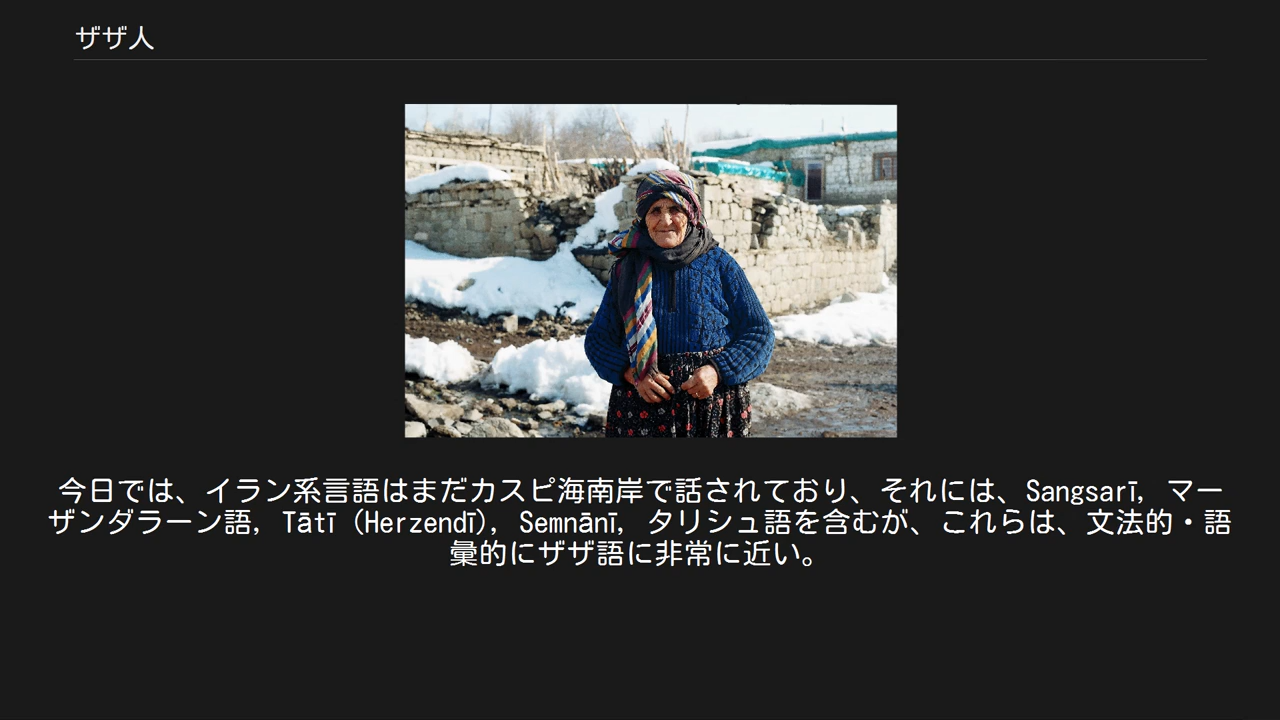 ザザ人
今日では、イラン系言語はまだカスピ海南岸で話されており、それには、Sangsarī, マー
ザンダラーン語, Tātī (Herzendī), Semnānī, タリシュ語を含むが、これらは、文法的・語
彙的にザザ語に非常に近い。